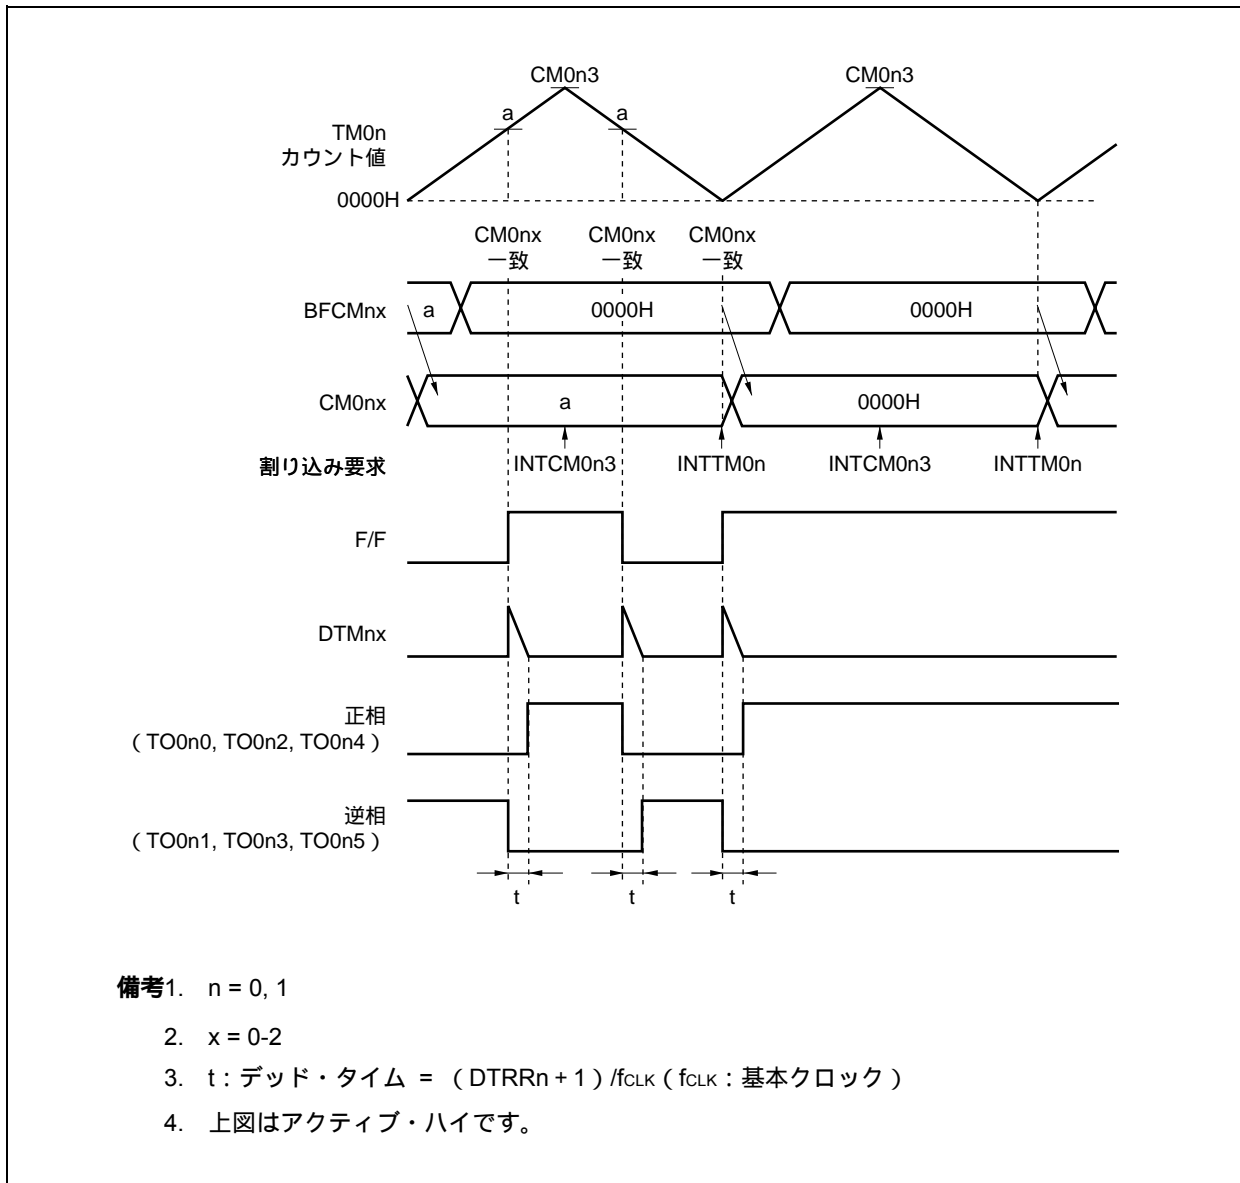 CM0n3 CM0n3
a a
TM0n
カウント値
0000H
CM0nx CM0nx CM0nx
一致 一致 一致
BFCMnx a 0000H 0000H
CM0nx a 0000H
割り込み要求 INTCM0n3 INTTM0n INTCM0n3 INTTM0n
F/F
DTMnx
正相
（TO0n0, TO0n2, TO0n4）
逆相
（TO0n1, TO0n3, TO0n5）
t t t
備考1. n = 0, 1
2. x = 0-2
3. t：デッド・タイム = （DTRRn + 1）/fCLK（fCLK：基本クロック）
4. 上図はアクティブ・ハイです。